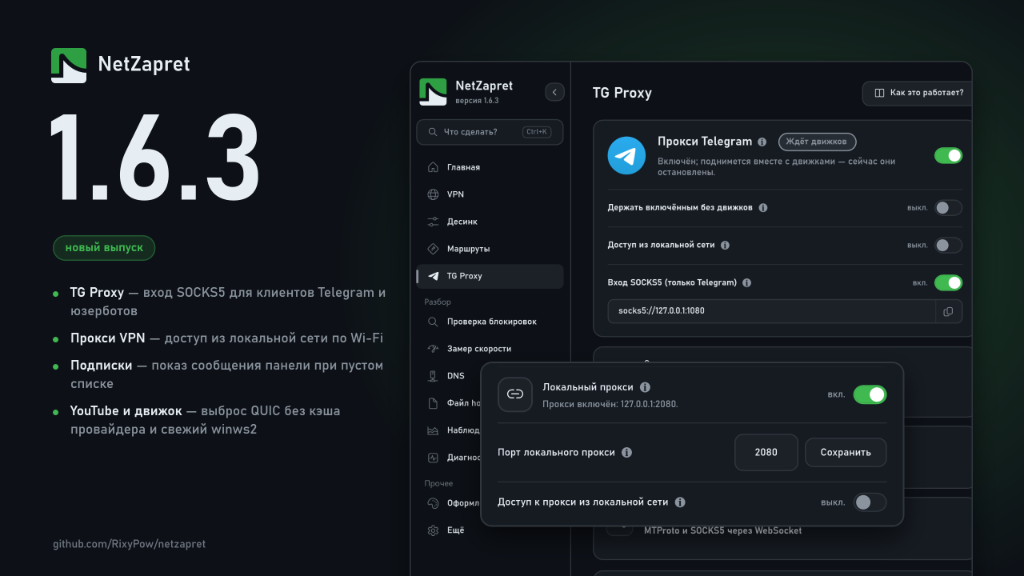 NetZapret
1.6.3
новый выпуск
TG Proxy — вход SOCKS5 для клиентов Telegram и
юзерботов
Прокси VPN — доступ из локальной сети по Wi-Fi
Подписки — показ сообщения панели при пустом
списке
YouTube и движок — выброс QUIC без кэша
провайдера и свежий winws2
github.com/RixyPow/netzapret
NetZapret
версия 1.6.3
Что сделать?
Ctrl+K
Главная
VPN
Десинк
Маршруты
TG Proxy
Разбор
Проверка блокировок
Замер скорости
DNS
Файл ho
Наблюд
Диагнос
Прочее
Оформл
Ещё
TG Proxy
Как это работает?
Прокси Telegram
Ждёт движков
Включён; поднимется вместе с движками — сейчас они
остановлены.
Держать включённым без движков
выкл.
Доступ из локальной сети
выкл.
Вход SOCKS5 (только Telegram)
вкл.
socks5://127.0.0.1:1080
Локальный прокси
Прокси включён: 127.0.0.1:2080.
вкл.
Порт локального прокси
2080
Сохранить
Доступ к прокси из локальной сети
выкл.
MTProto и SOCKS5 через WebSocket